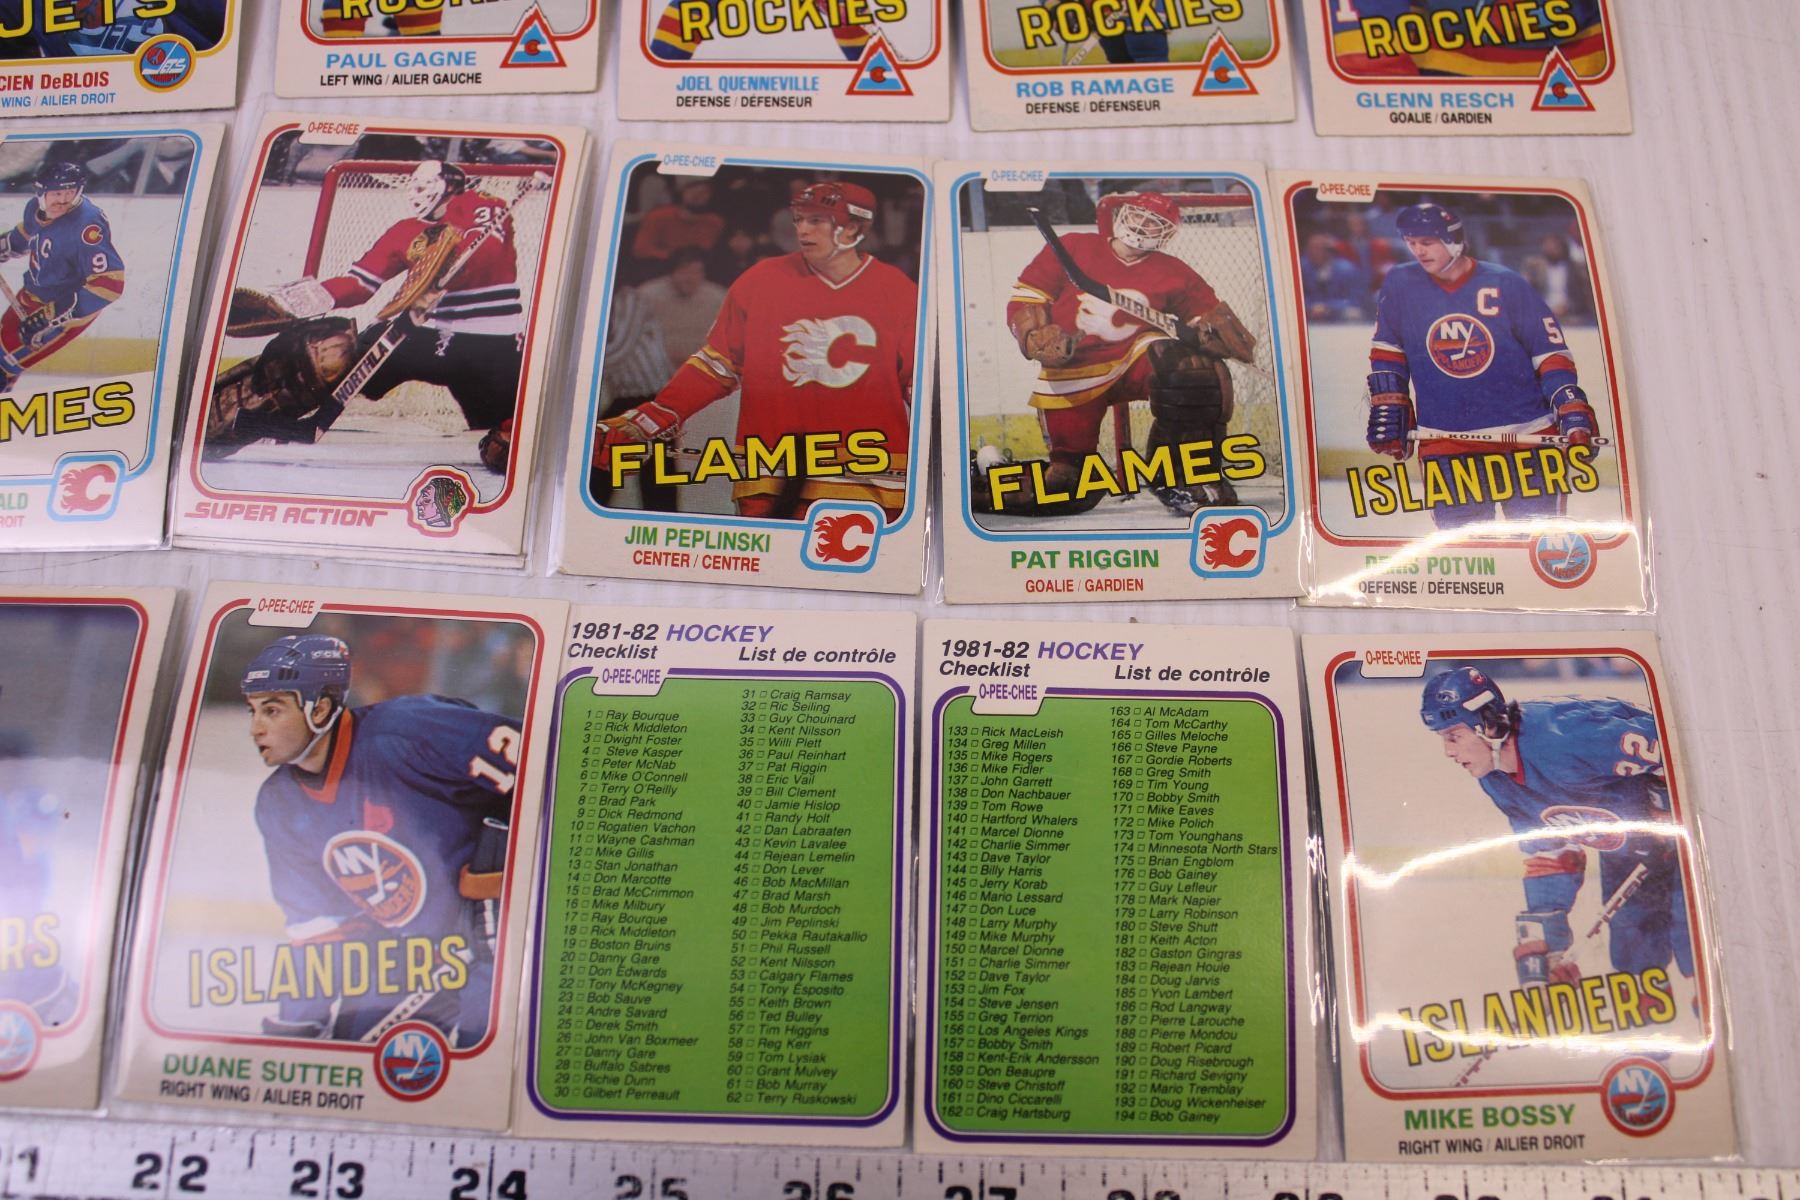 JETS
CIEN DeBLOIS
WING / AILIER DROIT
PAUL GAGNE
LEFT WING / AILIER GAUCHE
ROCKIES
JOEL QUENNEVILLE
DEFENSE / DÉFENSEUR
ROCKIES
ROB RAMAGE
DEFENSE / DÉFENSEUR
ROCKIES
GLENN RESCH
GOALIE / GARDIEN
C
9
MES
ALD
ROIT
O-PEE-CHEE
NORTHLA
SUPER ACTION
O-PEE-CHEE
FLAMES
JIM PEPLINSKI
CENTER / CENTRE
O-PEE-CHEE
WALLY
FLAMES
PAT RIGGIN
GOALIE / GARDIEN
O-PEE-CHEE
C
5
NY
KOHO
ISLANDERS
DENIS POTVIN
DEFENSE / DÉFENSEUR
RS
O-PEE-CHEE
CCM
12
NY
ISLANDERS
NY
DUANE SUTTER
RIGHT WING / AILIER DROIT
1981-82 HOCKEY
Checklist List de contrôle
O-PEE-CHEE
1 Ray Bourque
2 Rick Middleton
3 Dwight Foster
4 Steve Kasper
5 Peter McNab
6 Mike O'Connell
7 Terry O'Reilly
8 Brad Park
9 Dick Redmond
10 Rogatien Vachon
11 Wayne Cashman
12 Mike Gillis
13 Stan Jonathan
14 Don Marcotte
15 Brad McCrimmon
16 Mike Milbury
17 Ray Bourque
18 Rick Middleton
19 Boston Bruins
20 Danny Gare
21 Don Edwards
22 Tony McKegney
23 Bob Sauve
24 Andre Savard
25 Derek Smith
26 John Van Boxmeer
27 Danny Gare
28 Buffalo Sabres
29 Richie Dunn
30 Gilbert Perreault
31 Craig Ramsay
32 Ric Seiling
33 Guy Chouinard
34 Kent Nilsson
35 Willi Plett
36 Paul Reinhart
37 Pat Riggin
38 Eric Vail
39 Bill Clement
40 Jamie Hislop
41 Randy Holt
42 Dan Labraaten
43 Kevin Lavalee
44 Rejean Lemelin
45 Don Lever
46 Bob MacMillan
47 Brad Marsh
48 Bob Murdoch
49 Jim Peplinski
50 Pekka Rautakallio
51 Phil Russell
52 Kent Nilsson
53 Calgary Flames
54 Tony Esposito
55 Keith Brown
56 Ted Bulley
57 Tim Higgins
58 Reg Kerr
59 Tom Lysiak
60 Grant Mulvey
61 Bob Murray
62 Terry Ruskowski
1981-82 HOCKEY
Checklist List de contrôle
O-PEE-CHEE
133 Rick MacLeish
134 Greg Millen
135 Mike Rogers
136 Mike Fidler
137 John Garrett
138 Don Nachbauer
139 Tom Rowe
140 Hartford Whalers
141 Marcel Dionne
142 Charlie Simmer
143 Dave Taylor
144 Billy Harris
145 Jerry Korab
146 Mario Lessard
147 Don Luce
148 Larry Murphy
149 Mike Murphy
150 Marcel Dionne
151 Charlie Simmer
152 Dave Taylor
153 Jim Fox
154 Steve Jensen
155 Greg Terrion
156 Los Angeles Kings
157 Bobby Smith
158 Kent-Erik Andersson
159 Don Beaupre
160 Steve Christoff
161 Dino Ciccarelli
162 Craig Hartsburg
163 Al McAdam
164 Tom McCarthy
165 Gilles Meloche
166 Steve Payne
167 Gordie Roberts
168 Greg Smith
169 Tim Young
170 Bobby Smith
171 Mike Eaves
172 Mike Polich
173 Tom Younghans
174 Minnesota North Stars
175 Brian Engblom
176 Bob Gainey
177 Guy Lefleur
178 Mark Napier
179 Larry Robinson
180 Steve Shutt
181 Keith Acton
182 Gaston Gingras
183 Rejean Houle
184 Doug Jarvis
185 Yvon Lambert
186 Rod Langway
187 Pierre Larouche
188 Pierre Mondou
189 Robert Picard
190 Doug Risebrough
191 Richard Sevigny
192 Mario Tremblay
193 Doug Wickenheiser
194 Bob Gainey
O-PEE-CHEE
22
ISLANDERS
NY
MIKE BOSSY
RIGHT WING / AILIER DROIT
21 22 23 24 25 26 27